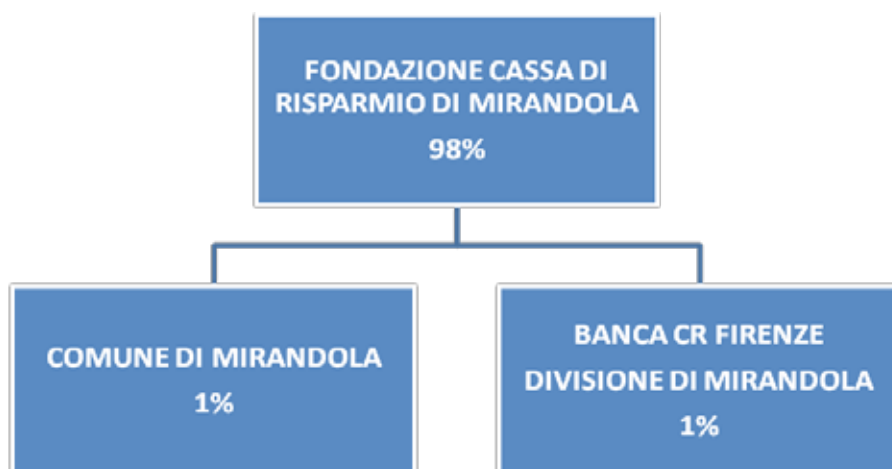 FONDAZIONE CASSA DI
RISPARMIO DI MIRANDOLA
98%
COMUNE DI MIRANDOLA
1%
BANCA CR FIRENZE
DIVISIONE DI MIRANDOLA
1%